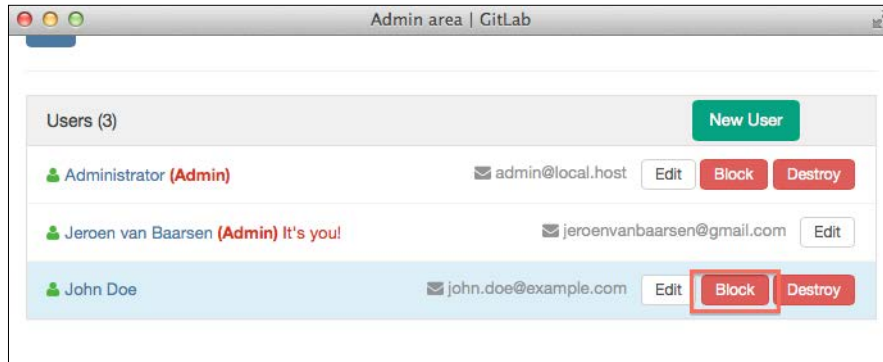 Admin area | GitLab
Users (3) New User
Administrator (Admin) admin@local.host Edit Block Destroy
Jeroen van Baarsen (Admin) It's you! jeroenvanbaarsen@gmail.com Edit
John Doe john.doe@example.com Edit Block Destroy